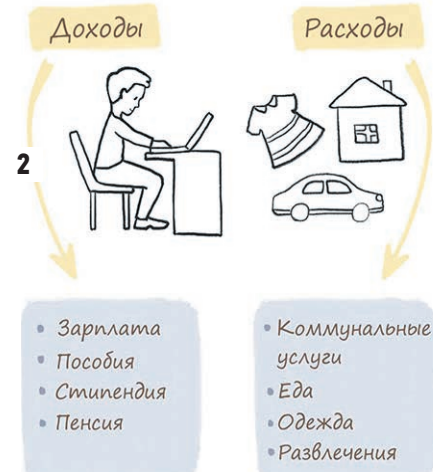 Доходы
Расходы
2
• Зарплата
• Пособия
• Стипендия
• Пенсия
• Коммунальные
услуги
• Еда
• Одежда
• Развлечения